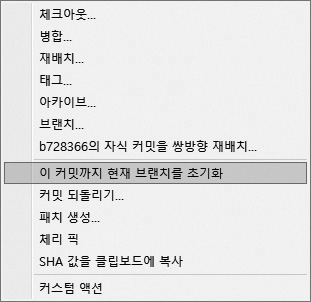 체크아웃...
병합...
재배치...
태그...
아카이브...
브랜치...
b728366의 자식 커밋을 쌍방향 재배치...
이 커밋까지 현재 브랜치를 초기화
커밋 되돌리기...
패치 생성...
체리 픽
SHA 값을 클립보드에 복사
커스텀 액션